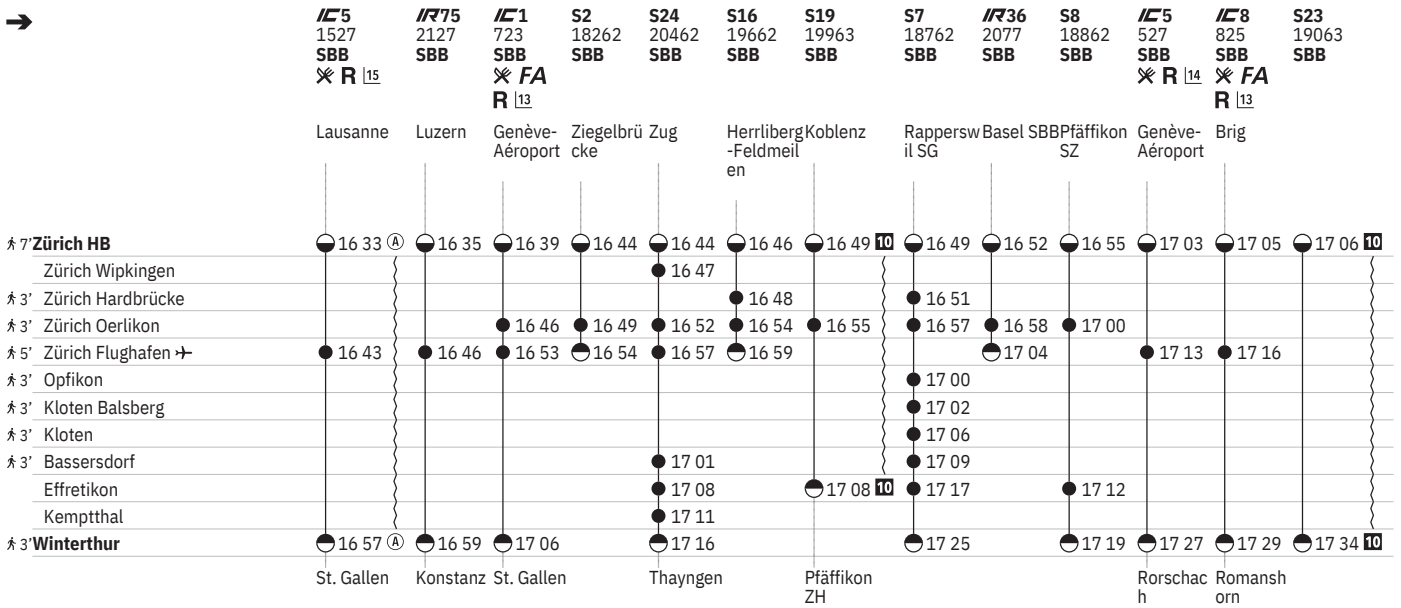 IC5 IR75 IC1 S2 S24 S16 S19 S7 IR36 S8 IC5 IC8 S23
1527 2127 723 18262 20462 19662 19963 18762 2077 18862 527 825 19063
SBB SBB SBB SBB SBB SBB SBB SBB SBB SBB SBB SBB SBB
R 15 FA R 14 FA
R 13 R 13
Lausanne Luzern Genève- Ziegelbrü Zug Herrliberg Koblenz Rappersw Basel SBB Pfäffikon Genève- Brig
Aéroport cke -Feldmeil il SG SZ Aéroport
en
7' Zürich HB 16 33 A 16 35 16 39 16 44 16 44 16 46 16 49 10 16 49 16 52 16 55 17 03 17 05 17 06 10
Zürich Wipkingen 16 47
3' Zürich Hardbrücke 16 48 16 51
3' Zürich Oerlikon 16 46 16 49 16 52 16 54 16 55 16 57 16 58 17 00
5' Zürich Flughafen 16 43 16 46 16 53 16 54 16 57 16 59 17 04 17 13 17 16
3' Opfikon 17 00
3' Kloten Balsberg 17 02
3' Kloten 17 06
3' Bassersdorf 17 01 17 09
Effretikon 17 08 17 08 10 17 17 17 12
Kemptthal 17 11
3' Winterthur 16 57 A 16 59 17 06 17 16 17 25 17 19 17 27 17 29 17 34 10
St. Gallen Konstanz St. Gallen Thayngen Pfäffikon Rorschac Romansh
ZH h orn